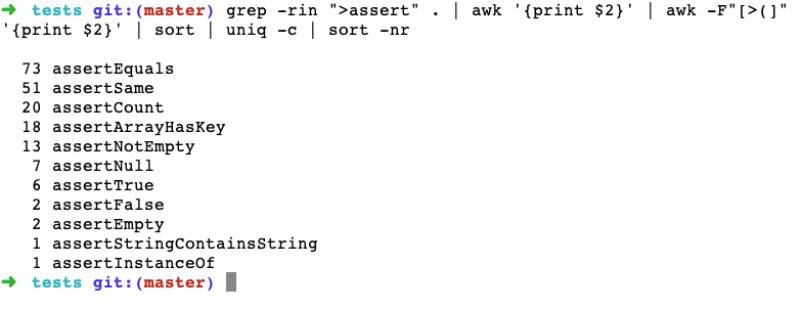 ➜ tests git:(master) grep -rin ">assert" . | awk '{print $2}' | awk -F"[>(]"
'{print $2}' | sort | uniq -c | sort -nr
73 assertEquals
51 assertSame
20 assertCount
18 assertArrayHasKey
13 assertNotEmpty
7 assertNull
6 assertTrue
2 assertFalse
2 assertEmpty
1 assertStringContainsString
1 assertInstanceOf
➜ tests git:(master)